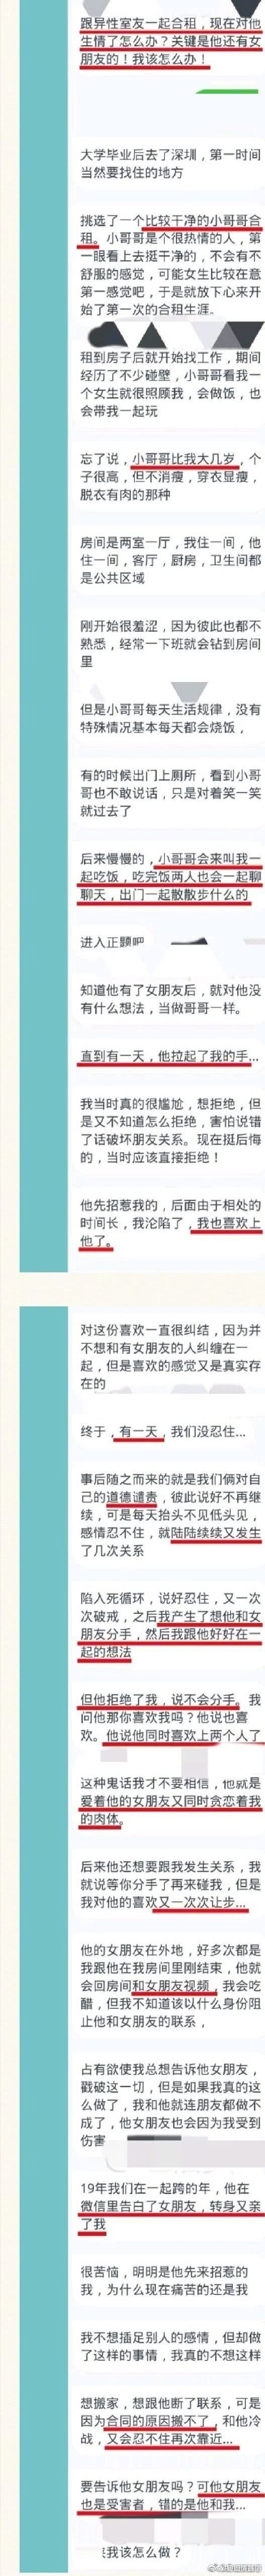 跟异性室友一起合租，现在对他
生情了怎么办？关键是他还有女
朋友的！我该怎么办！
大学毕业后去了深圳，第一时间
当然要找住的地方
挑选了一个比较干净的小哥哥合
租。小哥哥是个很热情的人，第
一眼看上去挺干净的，不会有不
舒服的感觉，可能女生比较在意
第一感觉吧，于是就放下心来开
始了第一次的合租生涯。
租到房子后就开始找工作，期间
经历了不少碰壁，小哥哥看我一
个女生就很照顾我，会做饭，也
会带我一起玩
忘了说，小哥哥比我大几岁，个
子很高，但不消瘦，穿衣显瘦，
脱衣有肉的那种
房间是两室一厅，我住一间，他
住一间，客厅，厨房，卫生间都
是公共区域
刚开始很羞涩，因为彼此也都不
熟悉，经常一下班就会钻到房间
里
但是小哥哥每天生活规律，没有
特殊情况基本每天都会烧饭，
有的时候出门上厕所，看到小哥
哥也不敢说话，只是对着笑一笑
就过去了
后来慢慢的，小哥哥会来叫我一
起吃饭，吃完饭两人也会一起聊
聊天，出门一起散散步什么的
进入正题吧
知道他有了女朋友后，就对他没
有什么想法，当做哥哥一样。
直到有一天，他拉起了我的手...
我当时真的很尴尬，想拒绝，但
是又不知道怎么拒绝，害怕说错
了话破坏朋友关系。现在挺后悔
的，当时应该直接拒绝！
他先招惹我的，后面由于相处的
时间长，我沦陷了，我也喜欢上
他了。
对这份喜欢一直很纠结，因为并
不想和有女朋友的人纠缠在一
起，但是喜欢的感觉又是真实存
在的
终于，有一天，我们没忍住...
事后随之而来的就是我们俩对自
己的道德谴责，彼此说好不再继
续，可是每天抬头不见低头见，
感情忍不住，就陆陆续续又发生
了几次关系
陷入死循环，说好忍住，又一次
次破戒，之后我产生了想他和女
朋友分手，然后我跟他好好在一
起的想法
但他拒绝了我，说不会分手。我
问他那你喜欢我吗？他说也喜
欢。他说他同时喜欢上两个人了
这种鬼话我才不要相信，他就是
爱着他的女朋友又同时贪恋着我
的肉体。
后来他还想要跟我发生关系，我
就说等你分手了再来碰我，但是
我对他的喜欢又一次次让步...
他的女朋友在外地，好多次都是
我跟他在我房间里刚结束，他就
会回房间和女朋友视频，我会吃
醋，但我不知道该以什么身份阻
止他和女朋友的联系，
占有欲使我总想告诉他女朋友，
戳破这一切，但是如果我真的这
么做了，我和他就连朋友都做不
成了，他女朋友也会因为我受到
伤害
19年我们在一起跨的年，他在
微信里告白了女朋友，转身又亲
了我
很苦恼，明明是他先来招惹的
我，为什么现在痛苦的还是我
我不想插足别人的感情，但却做
了这样的事情，我真的不想这样
想搬家，想跟他断了联系，可是
因为合同的原因搬不了，和他冷
战，又会忍不住再次靠近...
要告诉他女朋友吗？可他女朋友
也是受害者，错的是他和我...
我该怎么做？